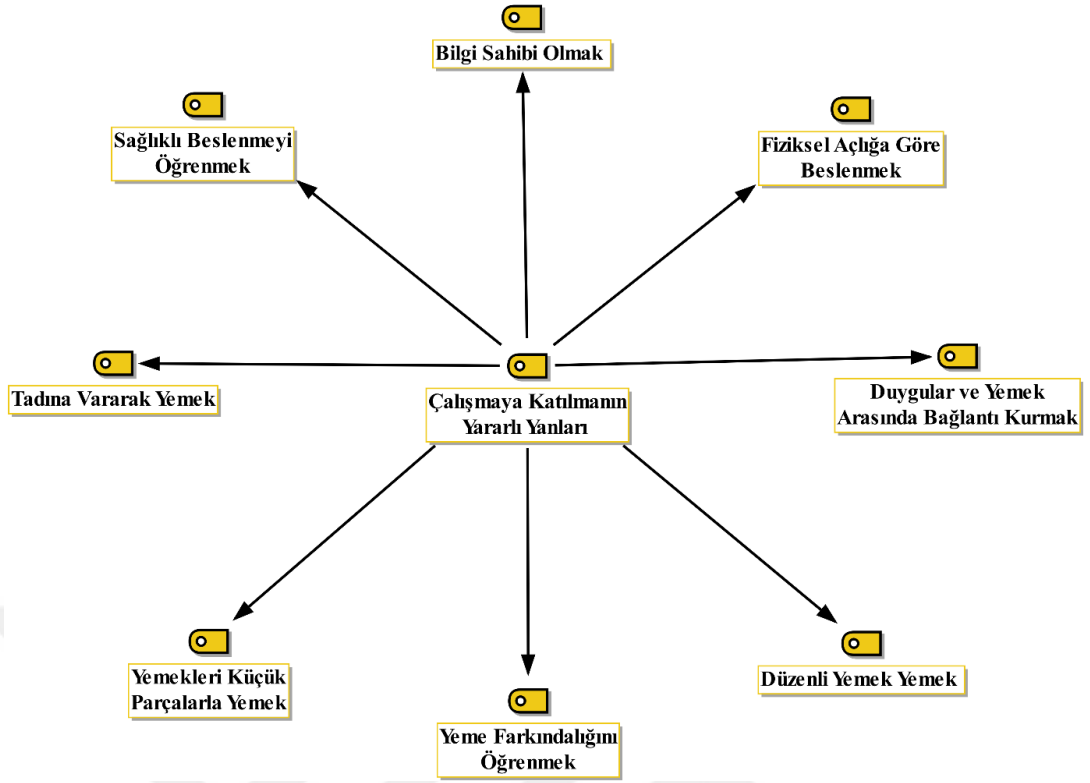 Bilgi Sahibi Olmak
Sağlıklı Beslenmeyi
Öğrenmek
Fiziksel Açlığa Göre
Beslenmek
Tadına Vararak Yemek
Çalışmaya Katılmanın
Yararlı Yanları
Duygular ve Yemek
Arasında Bağlantı Kurmak
Yemekleri Küçük
Parçalarla Yemek
Yeme Farkındalığını
Öğrenmek
Düzenli Yemek Yemek